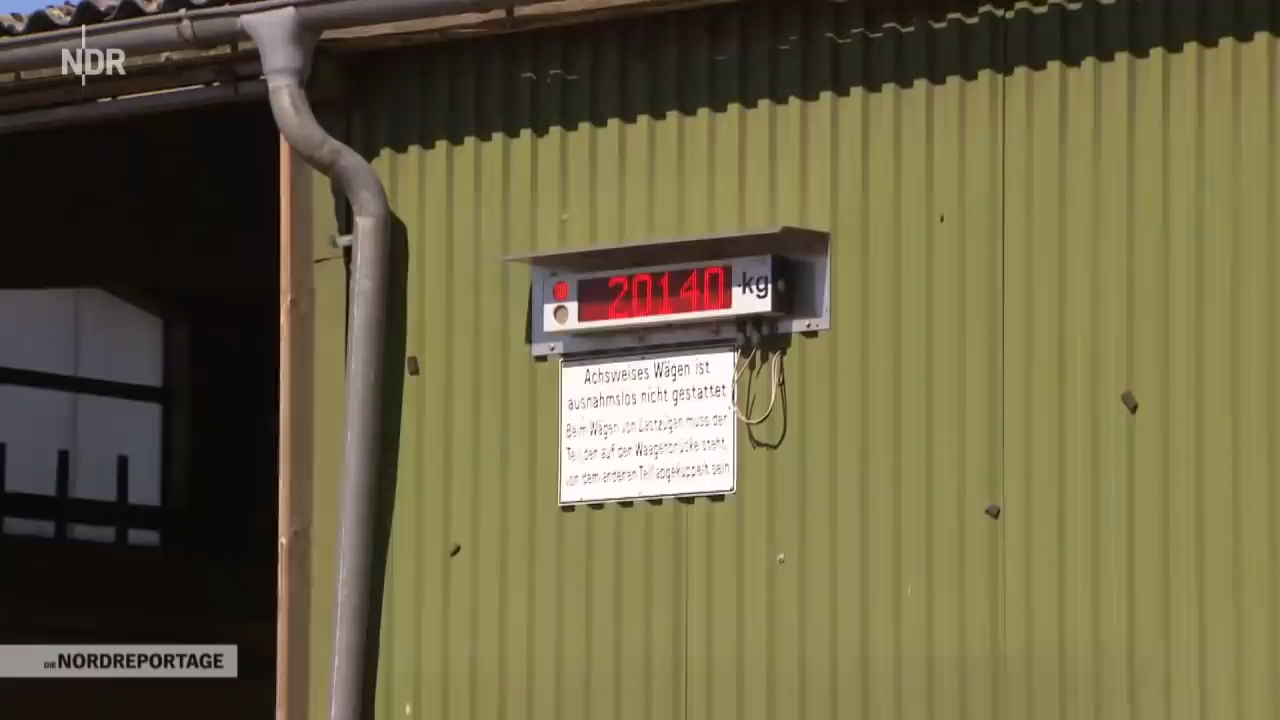 NDR
20140 kg
Achsweises Wägen ist
ausnahmslos nicht gestattet
Beim Wägen von Lastzügen muss der
Teil der auf der Waagenbrücke steht,
von dem anderen Teil abgekuppelt sein
DIE NORDREPORTAGE